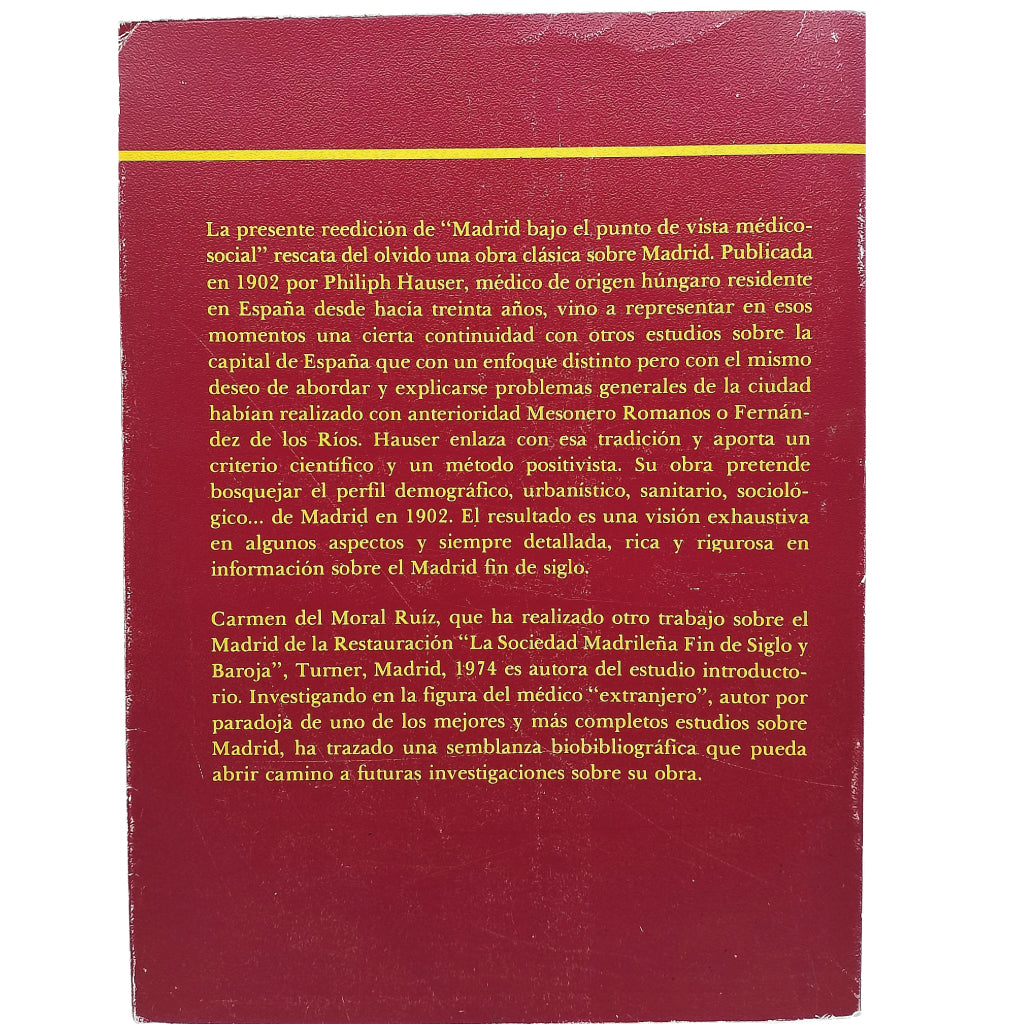 La presente reedición de “Madrid bajo el punto de vista médico-
social” rescata del olvido una obra clásica sobre Madrid. Publicada
en 1902 por Philiph Hauser, médico de origen húngaro residente
en España desde hacía treinta años, vino a representar en esos
momentos una cierta continuidad con otros estudios sobre la
capital de España que con un enfoque distinto pero con el mismo
deseo de abordar y explicarse problemas generales de la ciudad
habían realizado con anterioridad Mesonero Romanos o Fernán-
dez de los Ríos. Hauser enlaza con esa tradición y aporta un
criterio científico y un método positivista. Su obra pretende
bosquejar el perfil demográfico, urbanístico, sanitario, socioló-
gico... de Madrid en 1902. El resultado es una visión exhaustiva
en algunos aspectos y siempre detallada, rica y rigurosa en
información sobre el Madrid fin de siglo.
Carmen del Moral Ruíz, que ha realizado otro trabajo sobre el
Madrid de la Restauración “La Sociedad Madrileña Fin de Siglo y
Baroja”, Turner, Madrid, 1974 es autora del estudio introducto-
rio. Investigando en la figura del médico “extranjero”, autor por
paradoja de uno de los mejores y más completos estudios sobre
Madrid, ha trazado una semblanza biobibliográfica que pueda
abrir camino a futuras investigaciones sobre su obra.